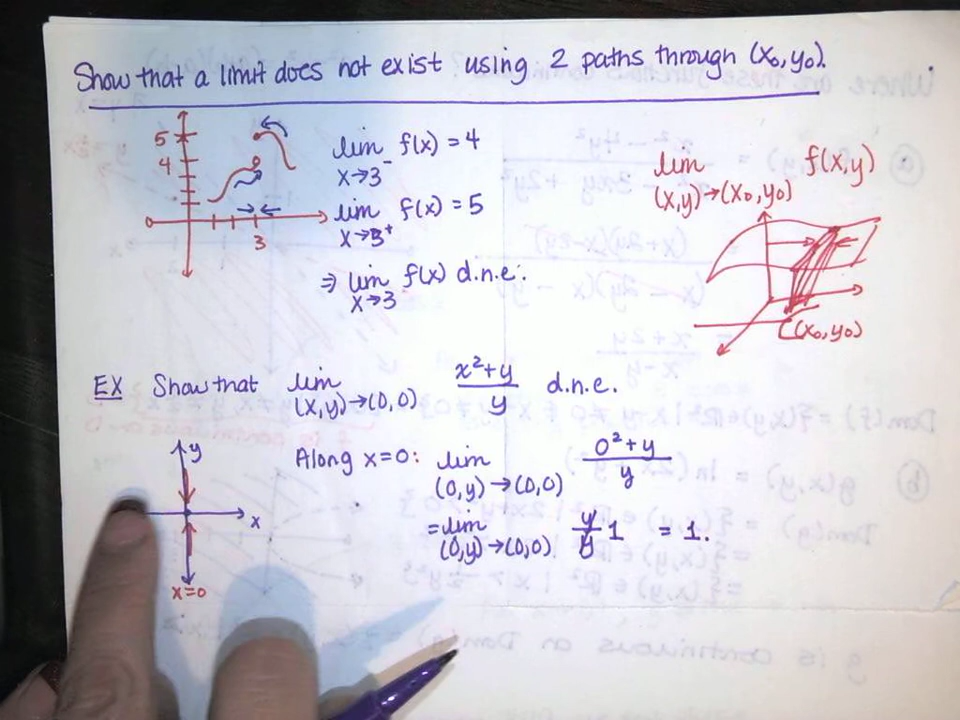 Show that a limit does not exist using 2 paths through (x₀, y₀).
5
4
3
lim f(x) = 4
x→3⁻
lim f(x) = 5
x→3⁺
⇒ lim f(x) d.n.e.
x→3
lim f(x,y)
(x,y)→(x₀,y₀)
(x₀,y₀)
EX Show that lim x²+y d.n.e.
(x,y)→(0,0) y
y
x
x=0
Along x=0: lim 0²+y
(0,y)→(0,0) y
= lim y/y 1 = 1.
(0,y)→(0,0)